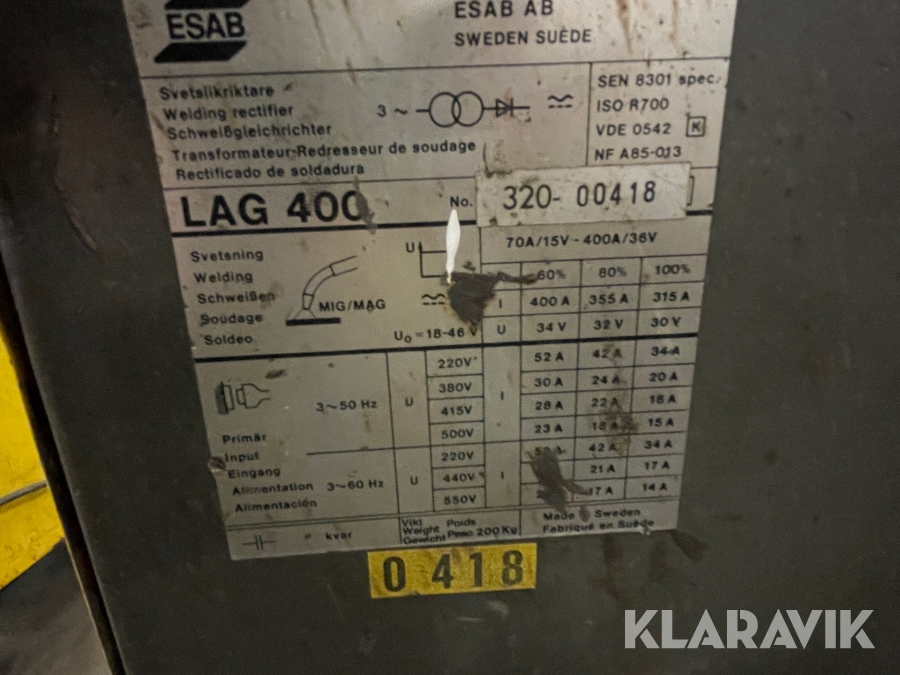 ESAB
ESAB AB
SWEDEN SUÈDE
Svetslikriktare
Welding rectifier
Schweißgleichrichter
Transformateur-Redresseur de soudage
Rectificado de soldadura
3~
SEN 8301 spec.
ISO R700
VDE 0542 K
NF A85-013
LAG 400
No. 320- 00418
Svetsning
Welding
Schweißen
Soudage
Soldeo
MIG/MAG
U
U₀ = 18-46 V
70A/15V - 400A/36V
60% 80% 100%
I 400 A 355 A 315 A
U 34 V 32 V 30 V
Primär
Input
Eingang
Alimentation
Alimentación
3~50 Hz U I
220V 52 A 42 A 34 A
380V 30 A 24 A 20 A
415V 28 A 22 A 18 A
500V 23 A 18 A 15 A
3~60 Hz U I
220V 42 A 34 A
440V 21 A 17 A
550V 17 A 14 A
kvar
Vikt Poids
Weight
Gewicht Peso 200 Kg
Made Sweden
Fabriqué en Suède
0 418
KLARAVIK